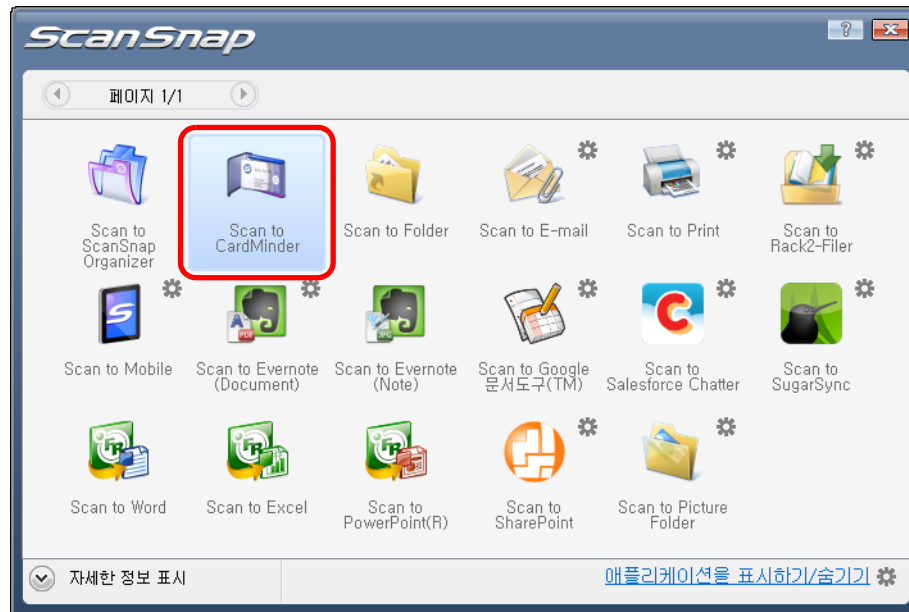 ScanSnap
페이지 1/1
Scan to
ScanSnap
Organizer
Scan to
CardMinder
Scan to Folder
Scan to E-mail
Scan to Print
Scan to
Rack2-Filer
Scan to Mobile
Scan to Evernote
(Document)
Scan to Evernote
(Note)
Scan to Google
문서도구(TM)
Scan to
Salesforce Chatter
Scan to
SugarSync
Scan to Word
Scan to Excel
Scan to
PowerPoint(R)
Scan to
SharePoint
Scan to Picture
Folder
자세한 정보 표시
애플리케이션을 표시하기/숨기기